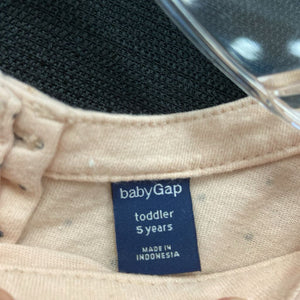 babyGap
toddler
5 years
MADE IN
INDONESIA